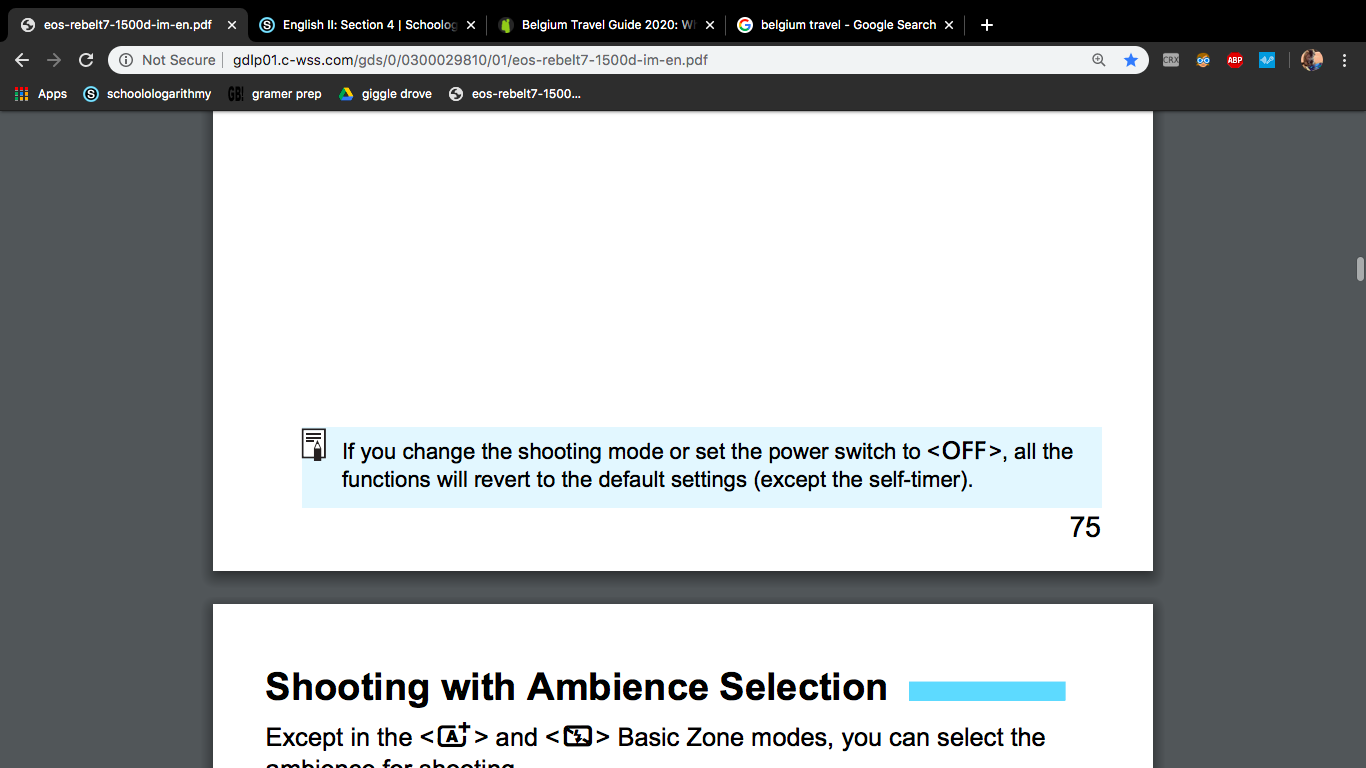 eos-rebelt7-1500d-im-en.pdf
English II: Section 4 | Schoolog
Belgium Travel Guide 2020: W
belgium travel - Google Search
Not Secure | gdlp01.c-wss.com/gds/0/0300029810/01/eos-rebelt7-1500d-im-en.pdf
CRX
ABP
Apps
schoolologarithmy
GB!
gramer prep
giggle drove
eos-rebelt7-1500...
If you change the shooting mode or set the power switch to <OFF>, all the
functions will revert to the default settings (except the self-timer).
75
Shooting with Ambience Selection
Except in the <A+> and < > Basic Zone modes, you can select the
ambience for shooting